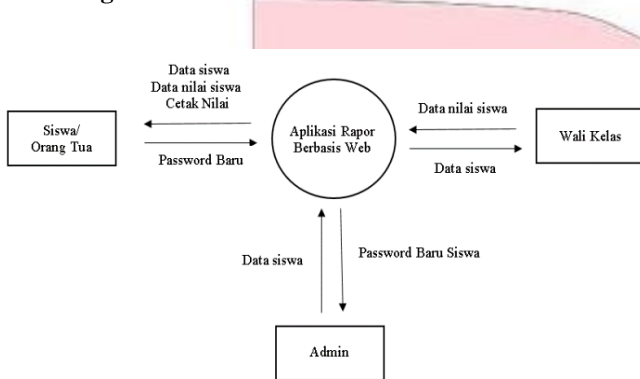 Data siswa
Data nilai siswa
Cetak Nilai
Siswa/
Orang Tua
Password Baru
Aplikasi Rapor
Berbasis Web
Data nilai siswa
Wali Kelas
Data siswa
Data siswa
Password Baru Siswa
Admin